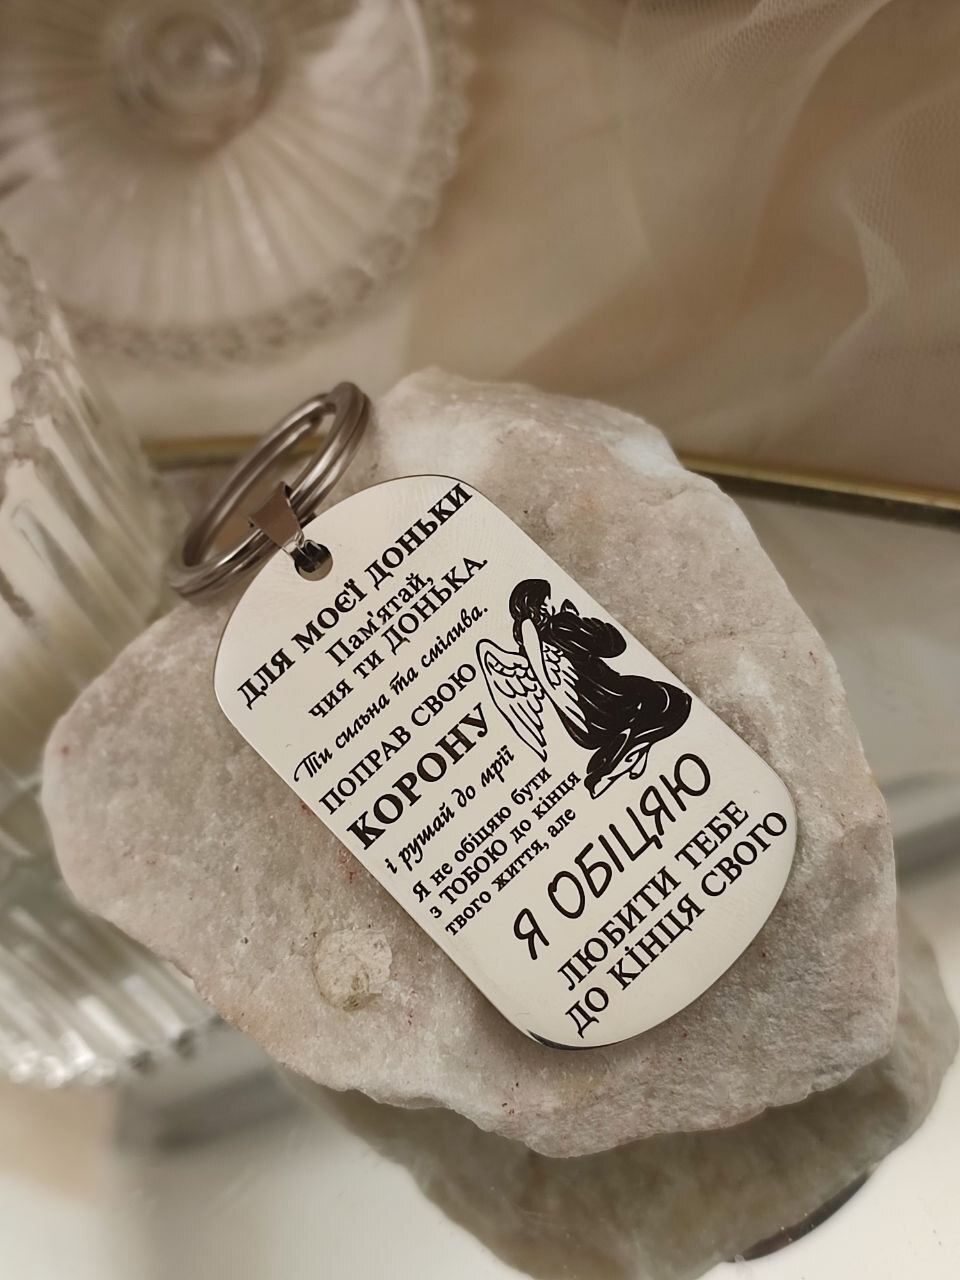 ДЛЯ МОЄЇ ДОНЬКИ
Пам'ятай,
ЧИЯ ТИ ДОНЬКА.
Ти сильна та смілива.
ПОПРАВ СВОЮ
КОРОНУ
і рушай до мрії
Я не обіцяю бути
з ТОБОЮ до кінця
твого життя, але
Я ОБІЦЯЮ
ЛЮБИТИ ТЕБЕ
ДО КІНЦЯ СВОГО